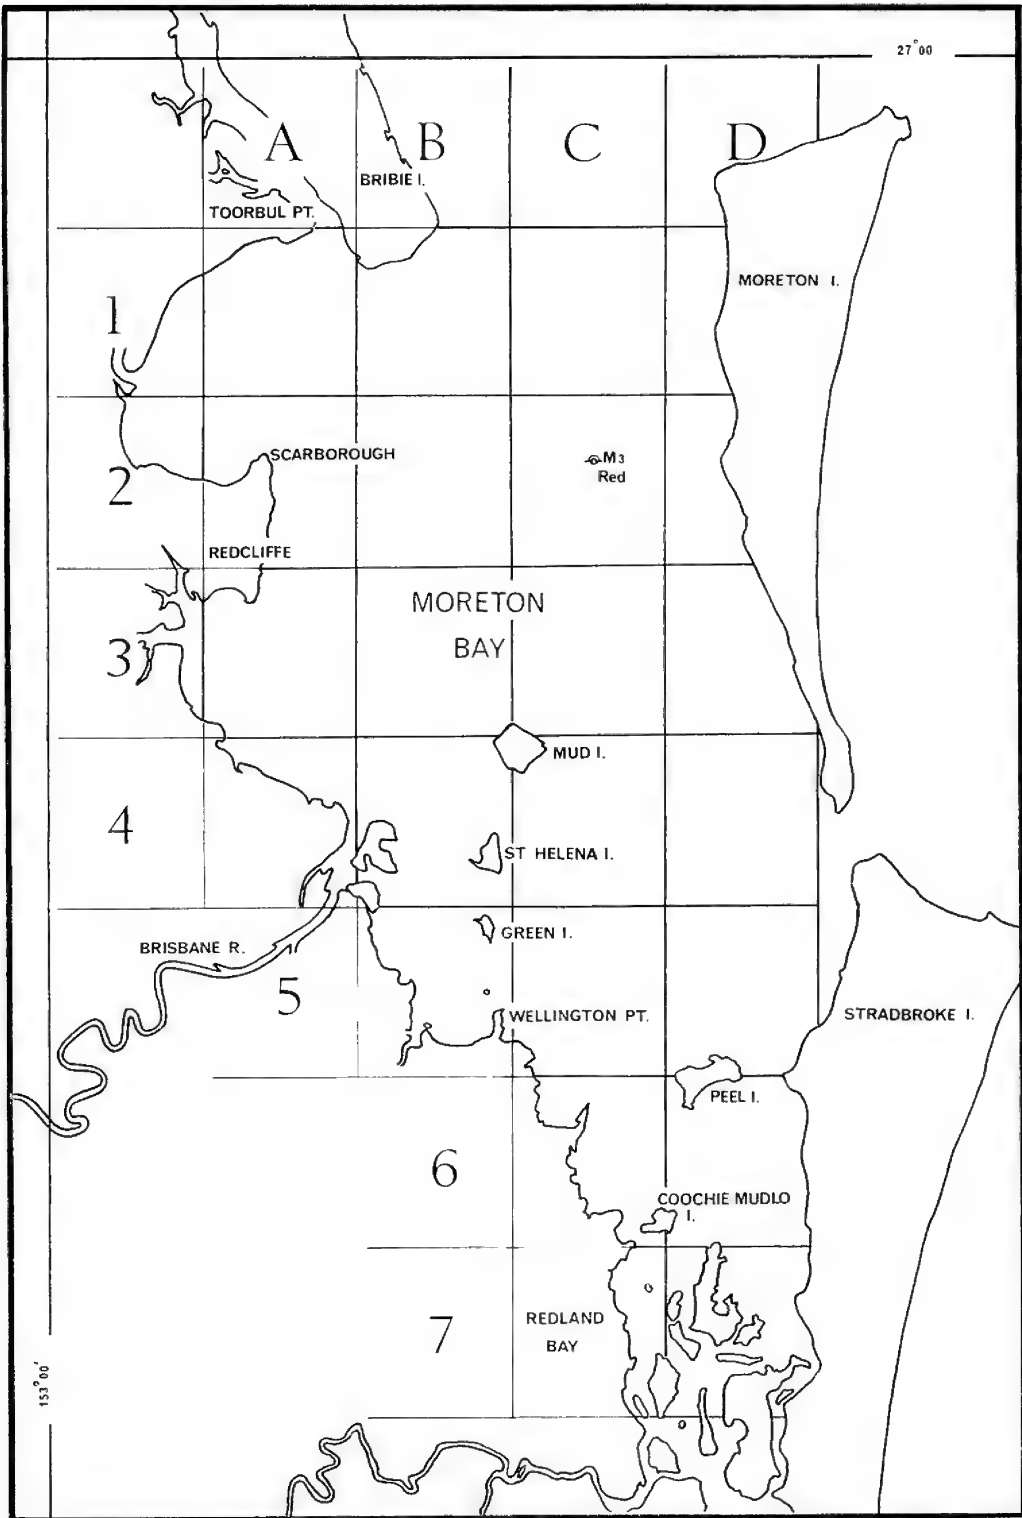 27°00
A B C D
BRIBIE I.
TOORBUL PT.
MORETON I.
1
SCARBOROUGH
M3
Red
2
REDCLIFFE
MORETON
BAY
3
MUD I.
4
ST HELENA I.
GREEN I.
BRISBANE R.
5
WELLINGTON PT.
STRADBROKE I.
PEEL I.
6
COOCHIE MUDLO
I.
7
REDLAND
BAY
153°00'